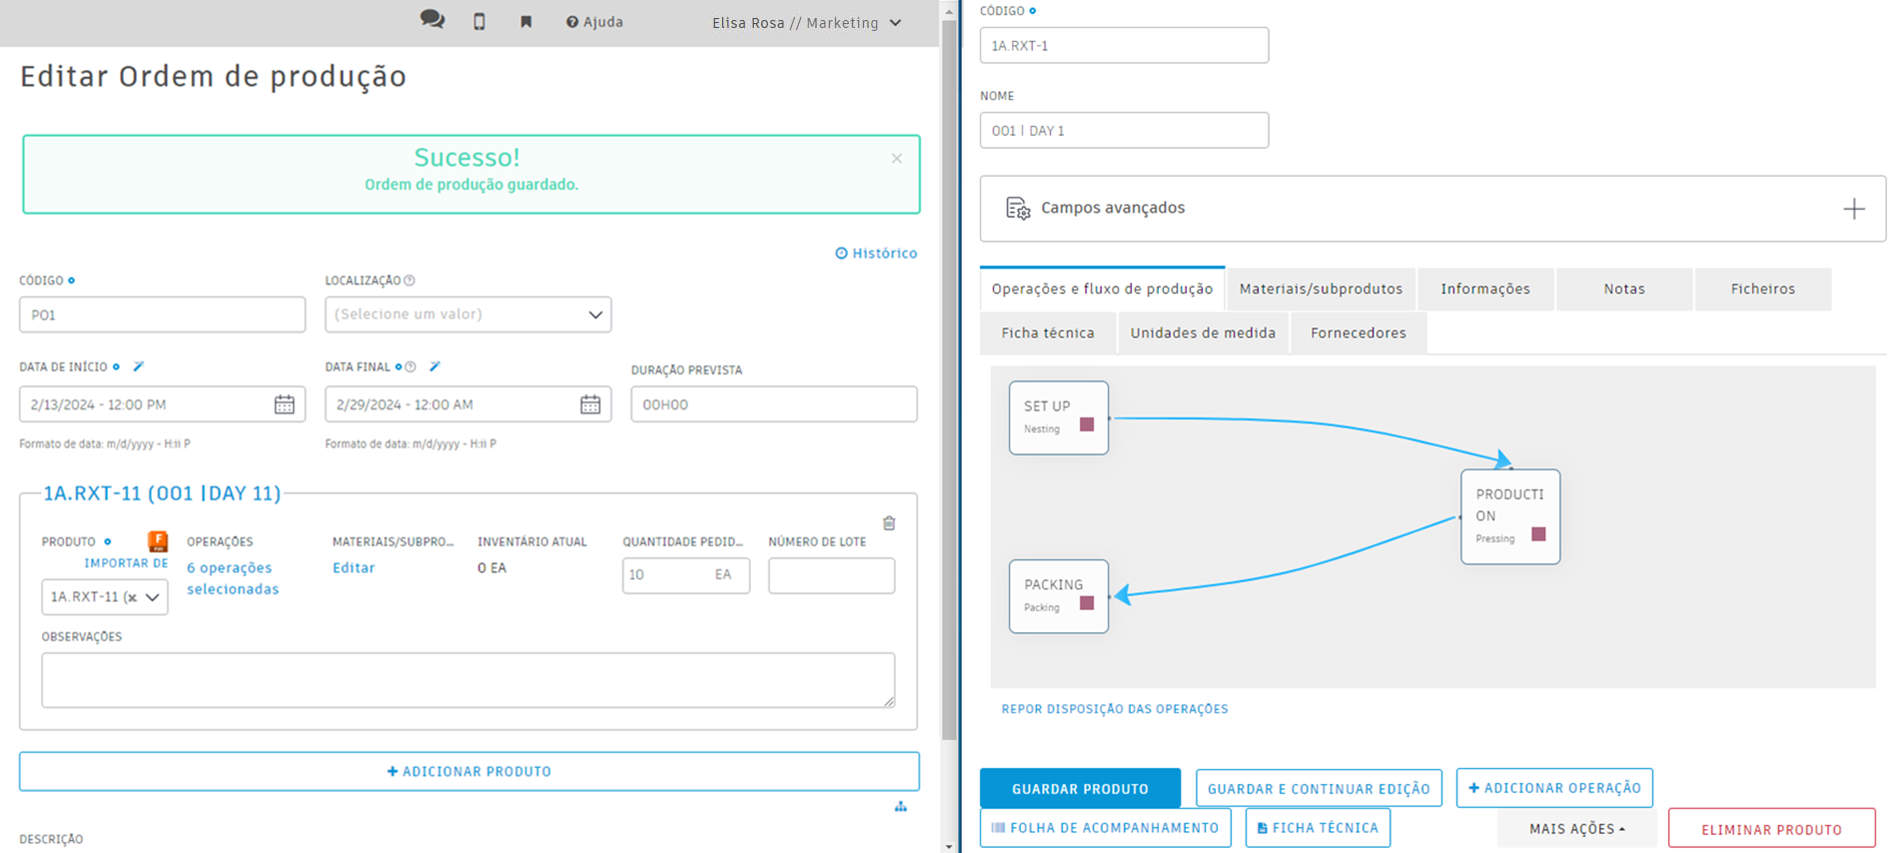 Ajuda
Elisa Rosa // Marketing
Editar Ordem de produção
Sucesso!
Ordem de produção guardado.
Histórico
CÓDIGO
LOCALIZAÇÃO
PO1
(Selecione um valor)
DATA DE INÍCIO
DATA FINAL
DURAÇÃO PREVISTA
2/13/2024 - 12:00 PM
2/29/2024 - 12:00 AM
00H00
Formato de data: m/d/yyyy - H:ii P
Formato de data: m/d/yyyy - H:ii P
1A.RXT-11 (001 |DAY 11)
PRODUTO
IMPORTAR DE
1A.RXT-11 (
OPERAÇÕES
6 operações
selecionadas
MATERIAIS/SUBPRO...
Editar
INVENTÁRIO ATUAL
0 EA
QUANTIDADE PEDID...
10 EA
NÚMERO DE LOTE
OBSERVAÇÕES
+ ADICIONAR PRODUTO
DESCRIÇÃO
CÓDIGO
1A.RXT-1
NOME
001 | DAY 1
Campos avançados
Operações e fluxo de produção
Materiais/subprodutos
Informações
Notas
Ficheiros
Ficha técnica
Unidades de medida
Fornecedores
SET UP
Nesting
PRODUCTI
ON
Pressing
PACKING
Packing
REPOR DISPOSIÇÃO DAS OPERAÇÕES
GUARDAR PRODUTO
GUARDAR E CONTINUAR EDIÇÃO
+ ADICIONAR OPERAÇÃO
FOLHA DE ACOMPANHAMENTO
FICHA TÉCNICA
MAIS AÇÕES
ELIMINAR PRODUTO